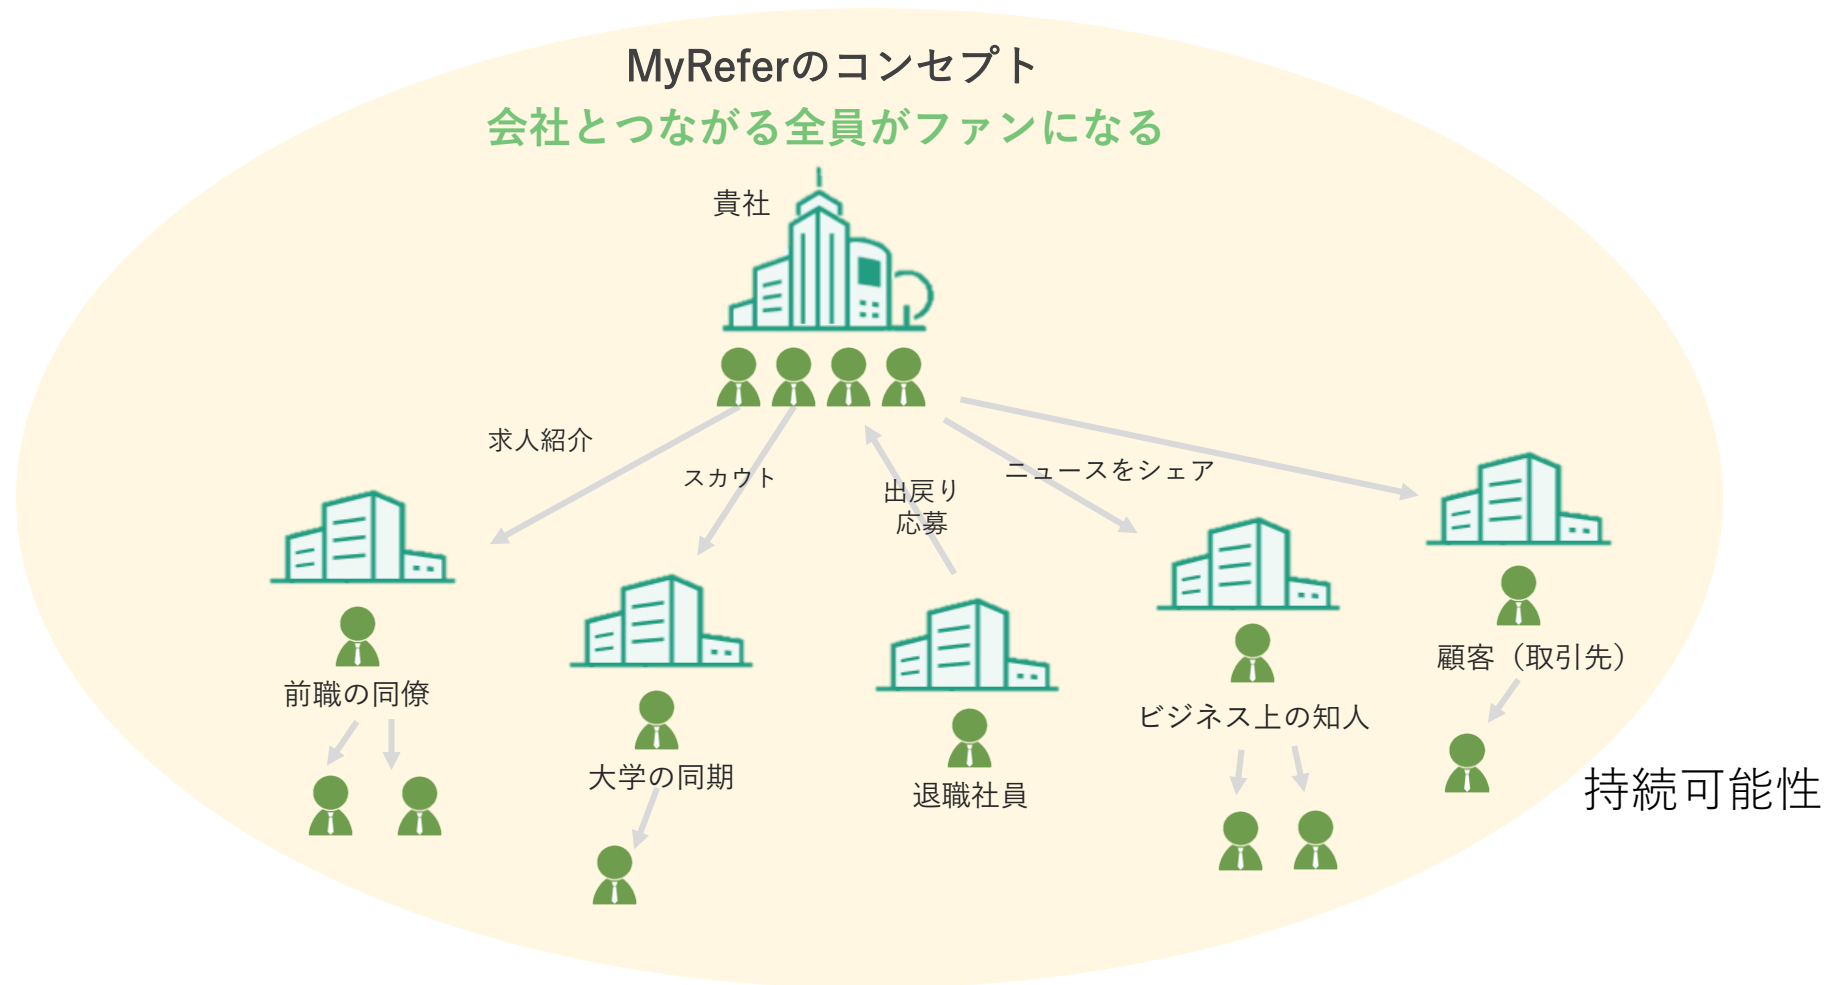 MyReferのコンセプト
会社とつながる全員がファンになる
貴社
求人紹介
スカウト
出戻り
応募
ニュースをシェア
前職の同僚
大学の同期
退職社員
ビジネス上の知人
顧客（取引先）
持続可能性